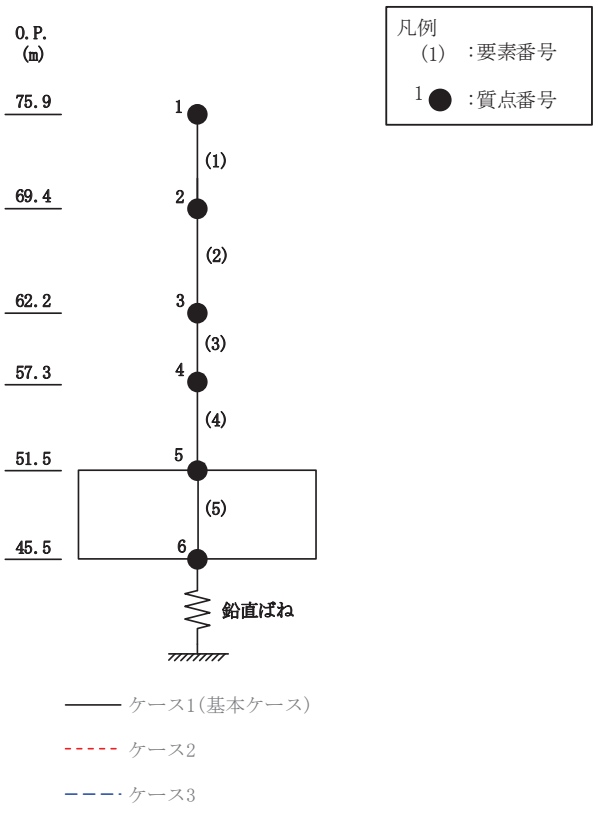 O.P.
(m)
凡例
(1) :要素番号
1 :質点番号
75.9
1
(1)
69.4
2
(2)
62.2
3
(3)
57.3
4
(4)
51.5
5
(5)
45.5
6
鉛直ばね
ケース1(基本ケース)
ケース2
ケース3